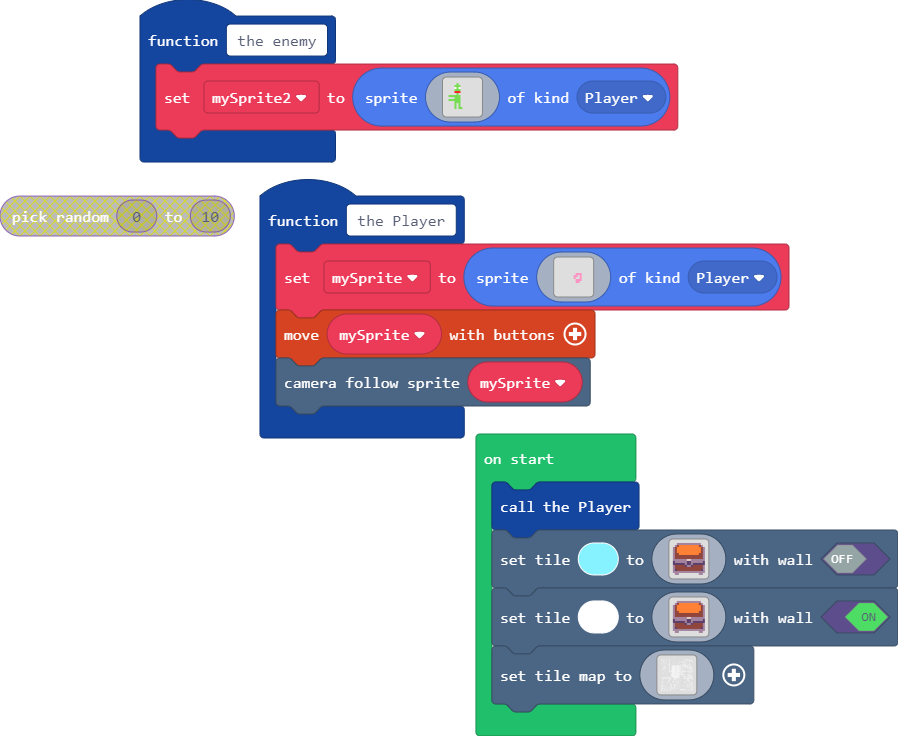 function the enemy
set mySprite2 to sprite of kind Player
pick random 0 to 10
function the Player
set mySprite to sprite of kind Player
move mySprite with buttons
camera follow sprite mySprite
on start
call the Player
set tile to with wall OFF
set tile to with wall ON
set tile map to